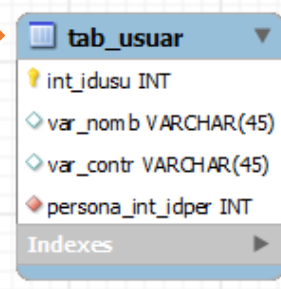 tab_usuar
int_idusu INT
var_nomb VARCHAR(45)
var_contr VARCHAR(45)
persona_int_idper INT
Indexes